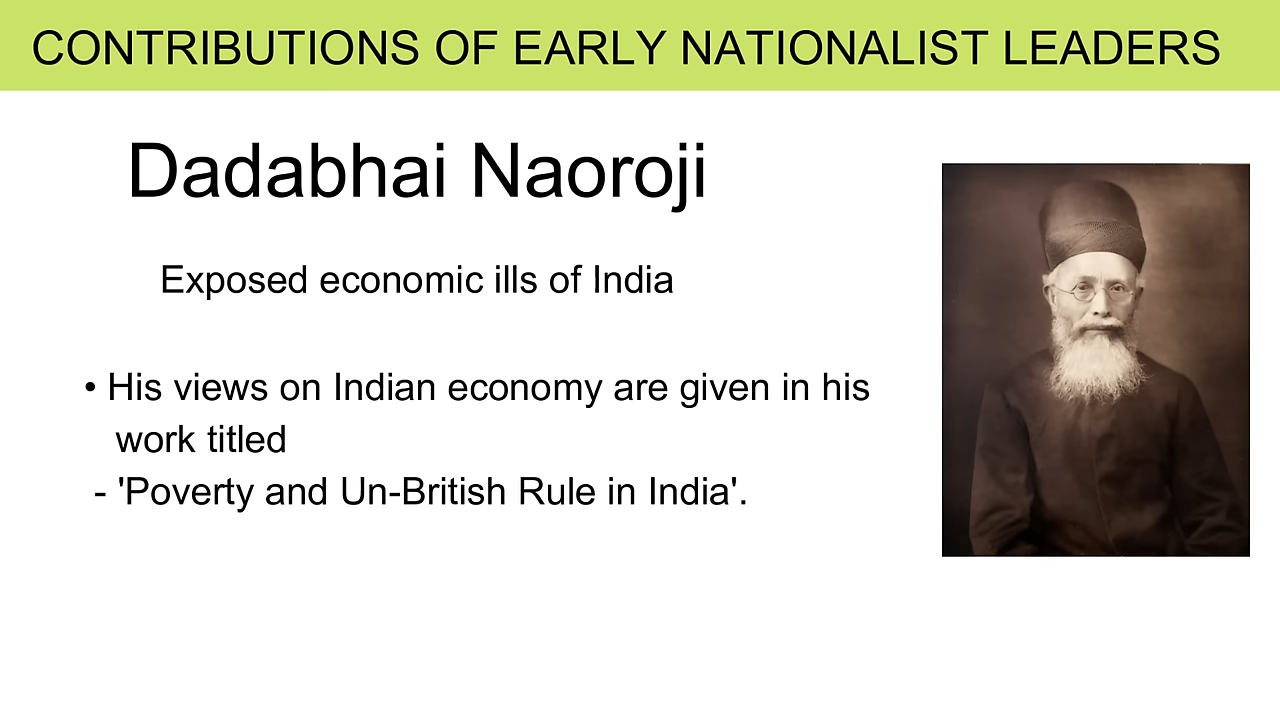 CONTRIBUTIONS OF EARLY NATIONALIST LEADERS
Dadabhai Naoroji
Exposed economic ills of India
• His views on Indian economy are given in his
work titled
- 'Poverty and Un-British Rule in India'.